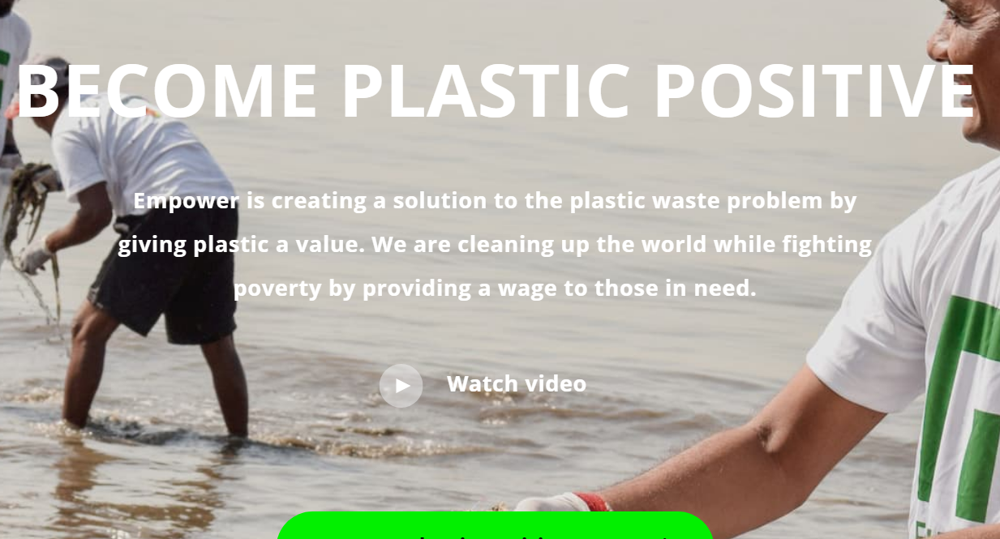 BECOME PLASTIC POSITIVE
Empower is creating a solution to the plastic waste problem by
giving plastic a value. We are cleaning up the world while fighting
poverty by providing a wage to those in need.
Watch video